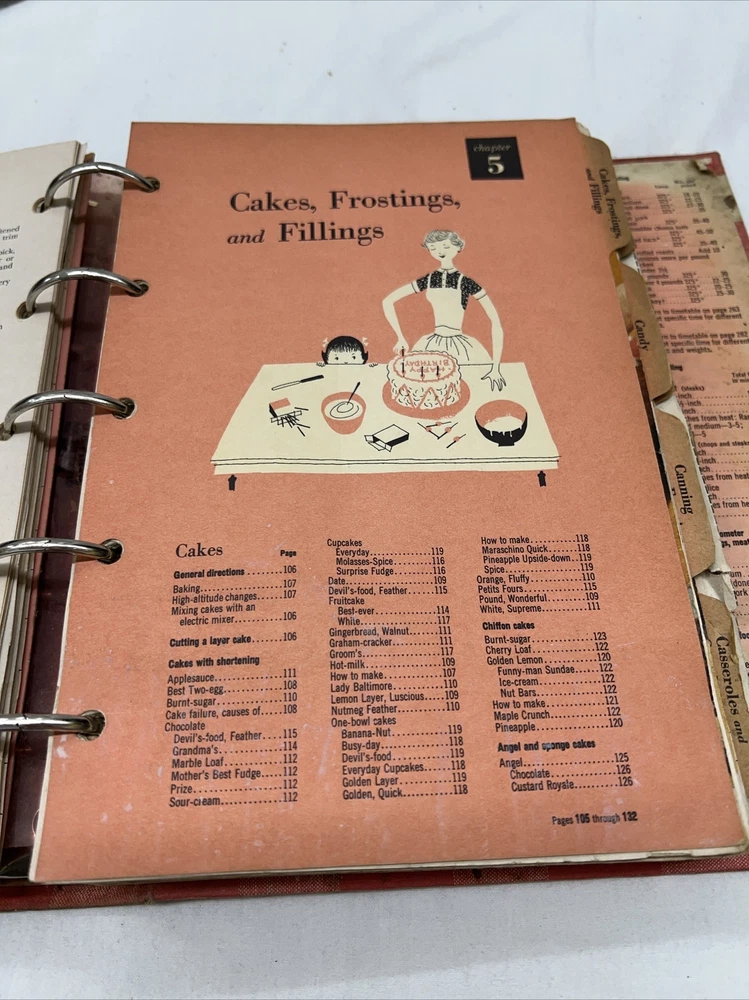 chapter
5
Cakes, Frostings,
and Fillings
HAPPY
BIRTHDAY
Cakes
Page
General directions ........106
Baking....................107
High-altitude changes....107
Mixing cakes with an
electric mixer............106
Cutting a layer cake......106
Cakes with shortening
Applesauce................111
Best Two-egg..............108
Burnt-sugar...............110
Cake failure, causes of....108
Chocolate
Devil's-food, Feather.....115
Grandma's................114
Marble Loaf..............112
Mother's Best Fudge......112
Prize.....................112
Sour-cream...............112
Cupcakes
Everyday................119
Molasses-Spice..........116
Surprise Fudge..........116
Date......................109
Devil's-food, Feather......115
Fruitcake
Best-ever................114
White....................117
Gingerbread, Walnut.......111
Graham-cracker............111
Groom's...................117
Hot-milk..................109
How to make...............107
Lady Baltimore............110
Lemon Layer, Luscious.....109
Nutmeg Feather............110
One-bowl cakes
Banana-Nut..............119
Busy-day................118
Devil's-food.............119
Everyday Cupcakes.......118
Golden Layer............119
Golden, Quick...........118
How to make............118
Maraschino Quick.......118
Pineapple Upside-down..119
Spice...................119
Orange, Fluffy............110
Petits Fours..............115
Pound, Wonderful.........109
White, Supreme...........111
Chiffon cakes
Burnt-sugar..............123
Cherry Loaf..............122
Golden Lemon............120
Funny-man Sundae......122
Ice-cream...............122
Nut Bars................122
How to make.............121
Maple Crunch............122
Pineapple................120
Angel and sponge cakes
Angel...................125
Chocolate..............126
Custard Royale.........126
Pages 105 through 132
Cakes, Frostings,
and Fillings
Candy
Canning
Casseroles and